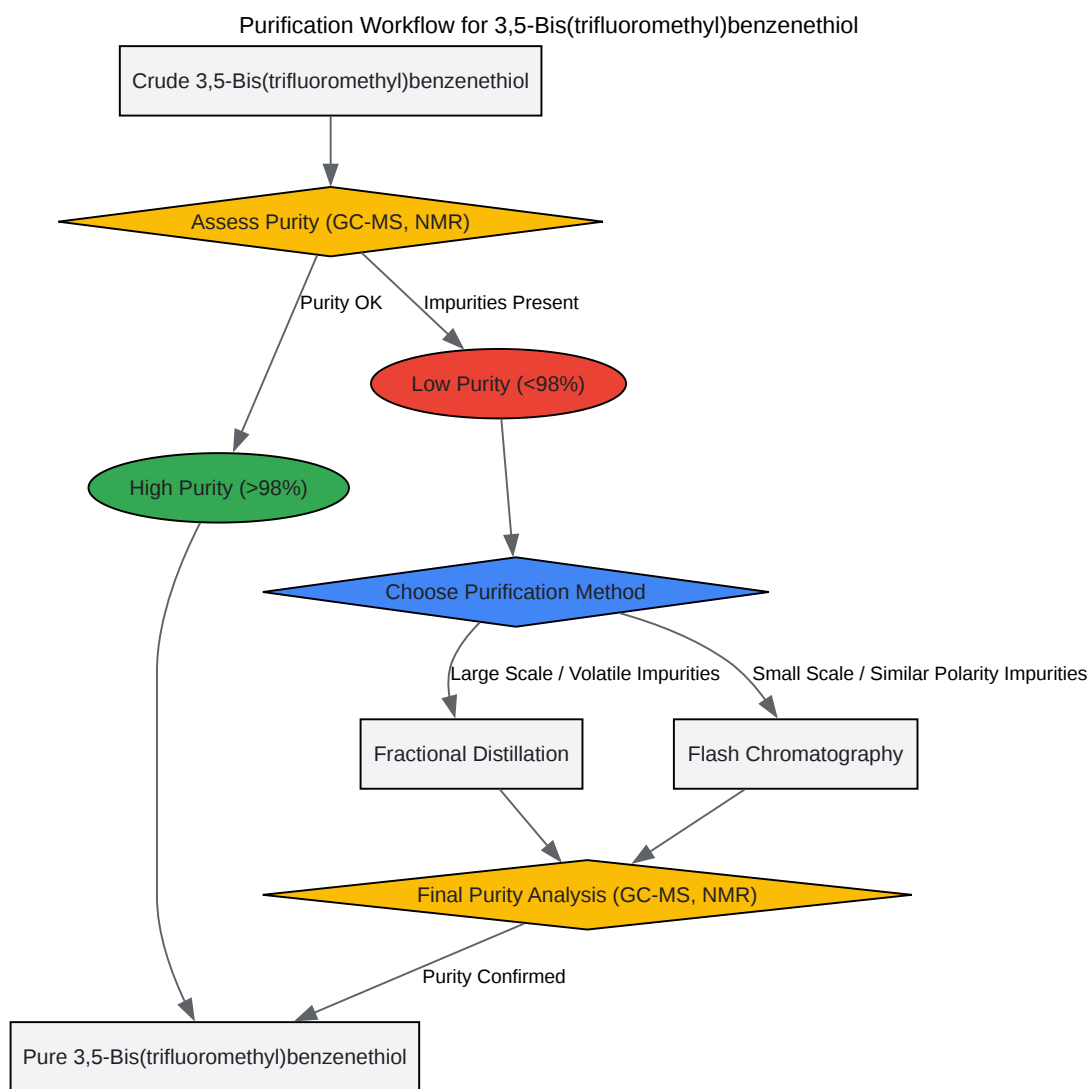 Purification Workflow for 3,5-Bis(trifluoromethyl)benzenethiol
Crude 3,5-Bis(trifluoromethyl)benzenethiol
Assess Purity (GC-MS, NMR)
Purity OK
Impurities Present
Low Purity (<98%)
High Purity (>98%)
Choose Purification Method
Large Scale / Volatile Impurities
Small Scale / Similar Polarity Impurities
Fractional Distillation
Flash Chromatography
Final Purity Analysis (GC-MS, NMR)
Purity Confirmed
Pure 3,5-Bis(trifluoromethyl)benzenethiol